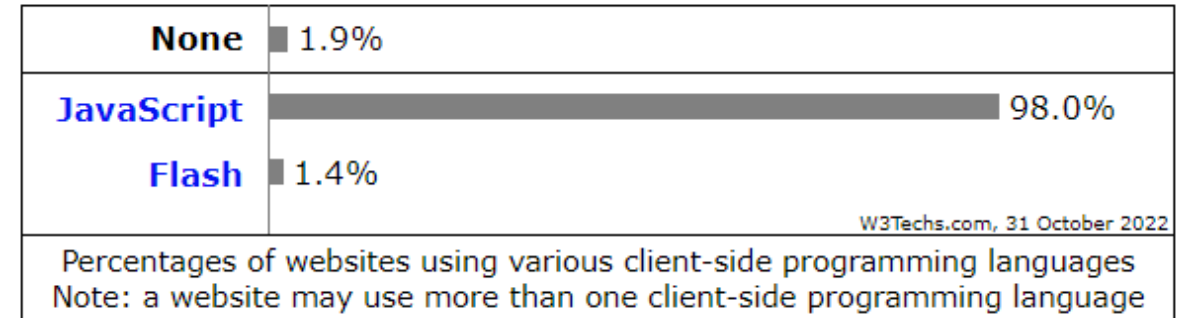 None 1.9%
JavaScript 98.0%
Flash 1.4%
W3Techs.com, 31 October 2022
Percentages of websites using various client-side programming languages
Note: a website may use more than one client-side programming language